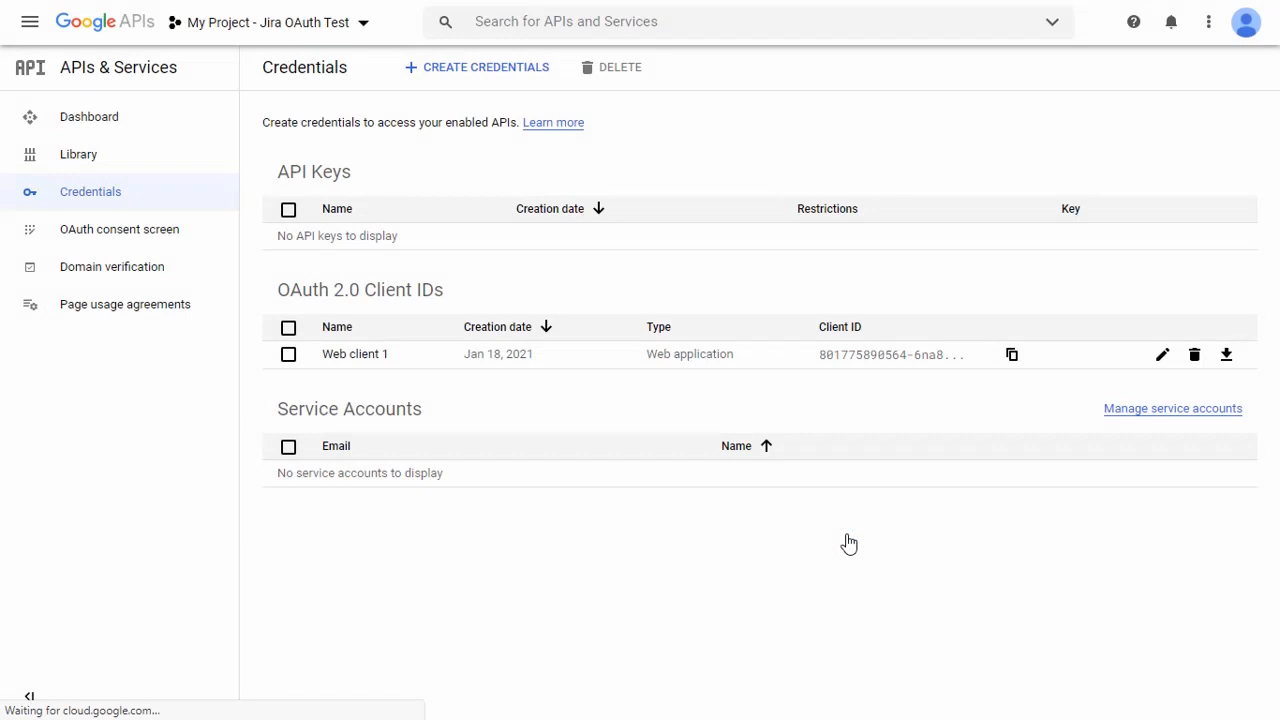 Google APIs
My Project - Jira OAuth Test
Search for APIs and Services
API APIs & Services
Credentials
CREATE CREDENTIALS
DELETE
Dashboard
Library
Credentials
OAuth consent screen
Domain verification
Page usage agreements
Create credentials to access your enabled APIs. Learn more
API Keys
Name Creation date Restrictions Key
No API keys to display
OAuth 2.0 Client IDs
Name Creation date Type Client ID
Web client 1 Jan 18, 2021 Web application 801775890564-6na8...
Service Accounts
Manage service accounts
Email Name
No service accounts to display
Waiting for cloud.google.com...